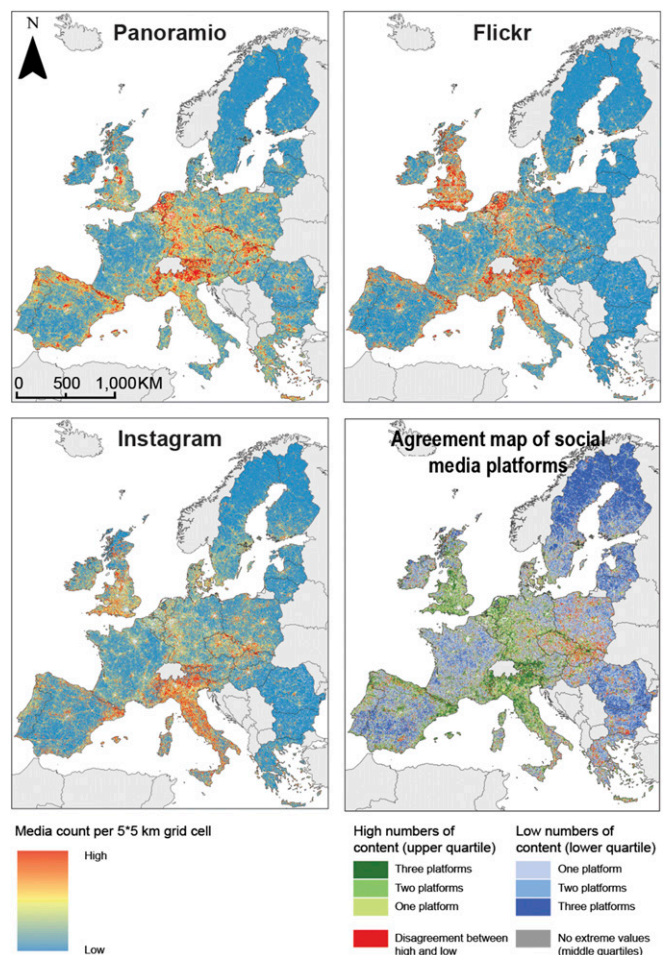 N
Panoramio
Flickr
0 500 1,000KM
Instagram
Agreement map of social
media platforms
Media count per 5*5 km grid cell
High
Low
High numbers of
content (upper quartile)
Three platforms
Two platforms
One platform
Disagreement between
high and low
Low numbers of
content (lower quartile)
One platform
Two platforms
Three platforms
No extreme values
(middle quartiles)